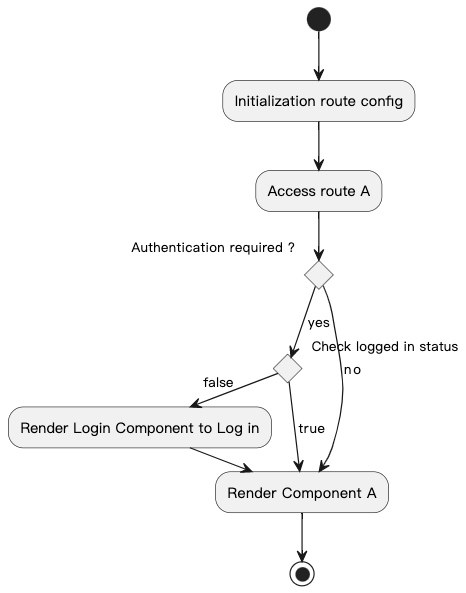 Initialization route config
Access route A
Authentication required ?
yes
Check logged in status
no
false
true
Render Login Component to Log in
Render Component A